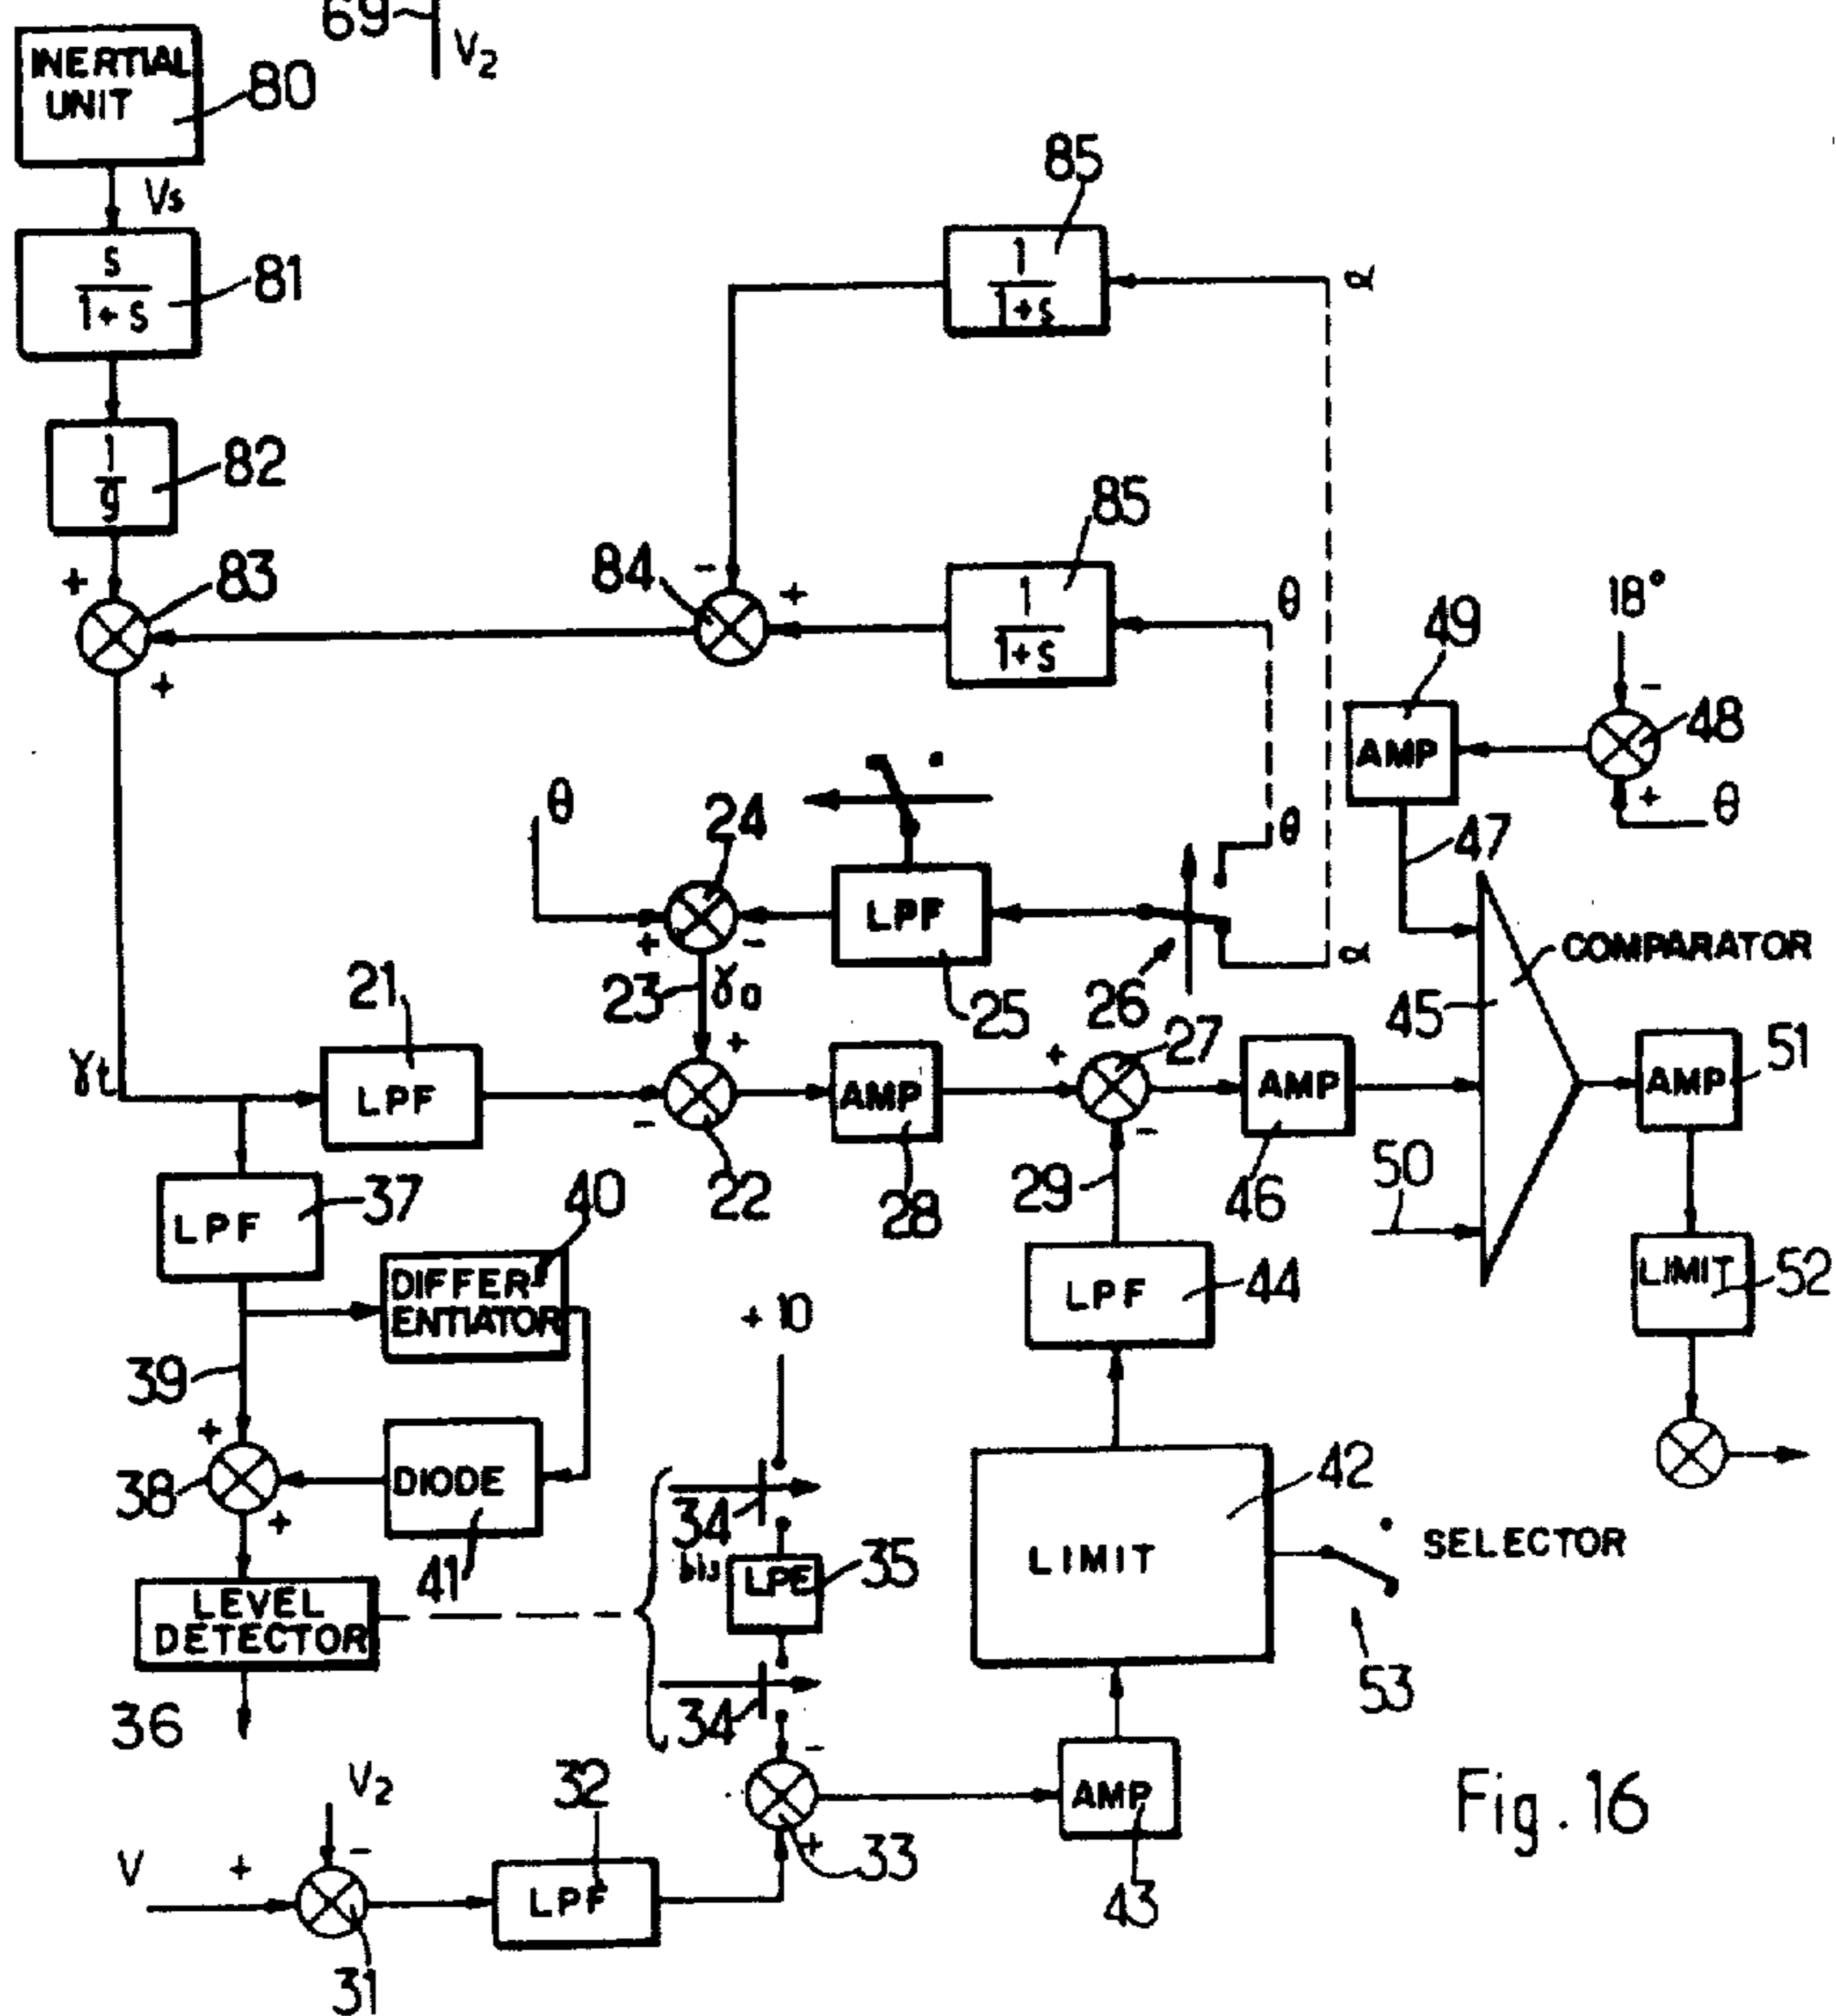 69
V2
INERTIAL
UNIT
80
Vs
S
1+S
81
1
g
82
+
83
+
85
1
1+S
α
85
1
1+S
θ
84
-
+
18°
-
48
+
θ
49
AMP
47
θ
24
+
-
LPF
25
θ
26
α
COMPARATOR
45
23
γo
21
γt
LPF
+
-
22
AMP
28
+
27
-
AMP
46
50
AMP
51
LIMIT
52
29
LPF
44
LPF
37
40
DIFFER
ENTIATOR
39
+
38
+
DIODE
41
LEVEL
DETECTOR
36
+10
34
bis
LPF
35
34
-
33
+
LIMIT
42
SELECTOR
53
AMP
43
V2
V
+
-
31
32
LPF
Fig. 16